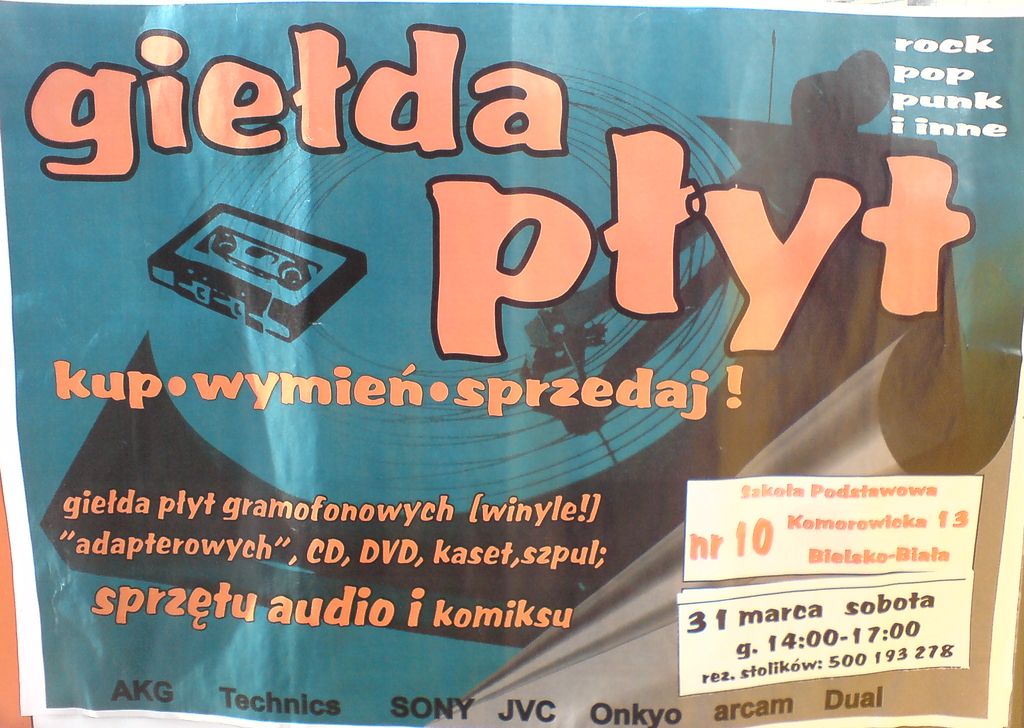 giełda
płyt
rock
pop
punk
i inne
kup•wymień•sprzedaj!
giełda płyt gramofonowych (winyle!)
"adapterowych", CD, DVD, kaset,szpul;
sprzętu audio i komiksu
Szkoła Podstawowa
nr 10 Komorowicka 13
Bielsko-Biała
31 marca sobota
g. 14:00-17:00
rez. stolików: 500 193 278
AKG Technics SONY JVC Onkyo arcam Dual